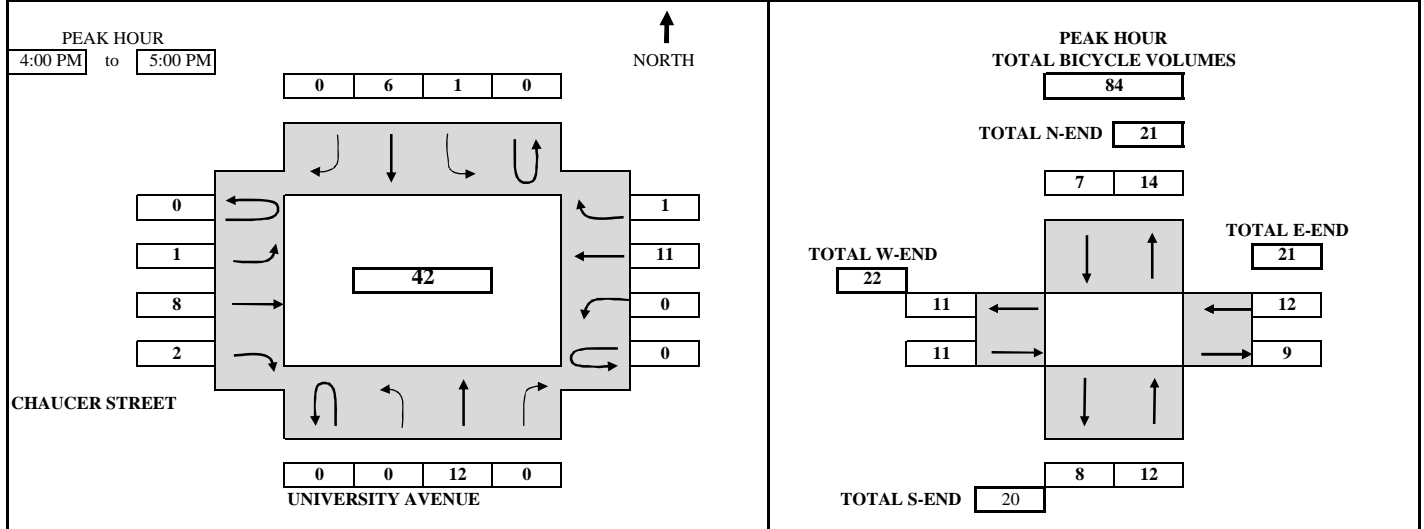 PEAK HOUR
4:00 PM to 5:00 PM
NORTH
0 6 1 0
0 1
1 11
42
8 0
2 0
CHAUCER STREET
0 0 12 0
UNIVERSITY AVENUE
PEAK HOUR
TOTAL BICYCLE VOLUMES
84
TOTAL N-END 21
7 14
TOTAL E-END
21
TOTAL W-END
22
11 12
11 9
8 12
TOTAL S-END 20